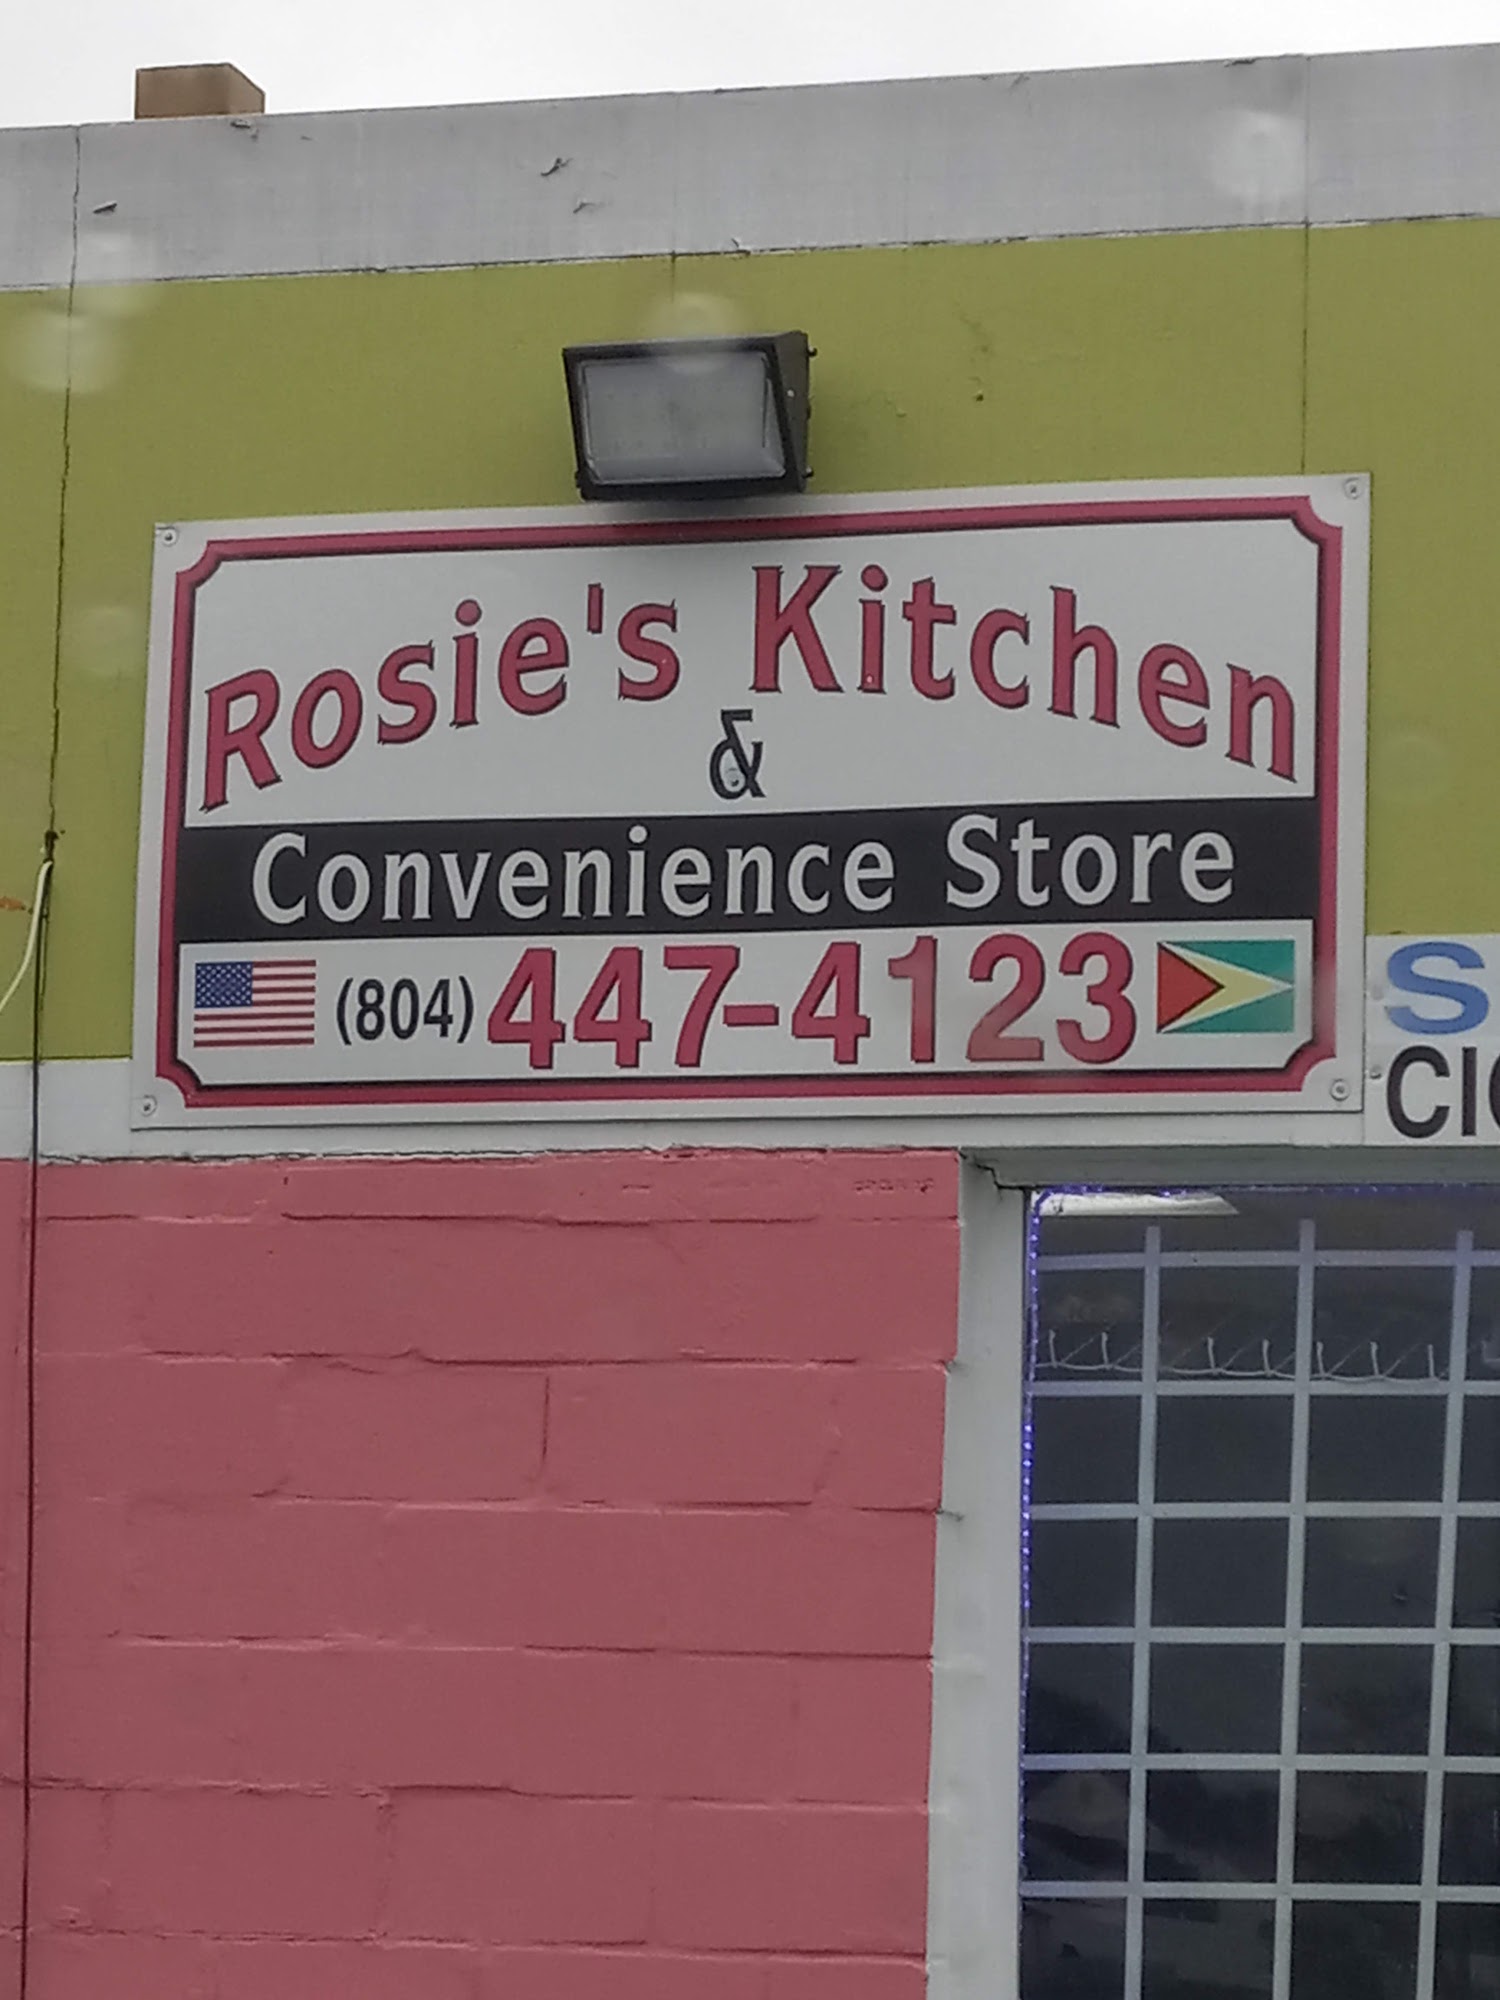 Rosie's Kitchen
&
Convenience Store
(804) 447-4123